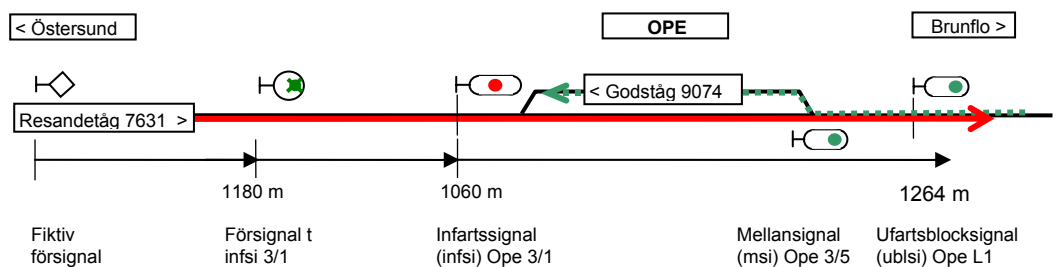 < Östersund
OPE
Brunflo >
< Godståg 9074
Resandetåg 7631 >
1180 m
1060 m
1264 m
Fiktiv
försignal
Försignal t
infsi 3/1
Infartssignal
(infsi) Ope 3/1
Mellansignal
(msi) Ope 3/5
Ufartsblocksignal
(ublsi) Ope L1